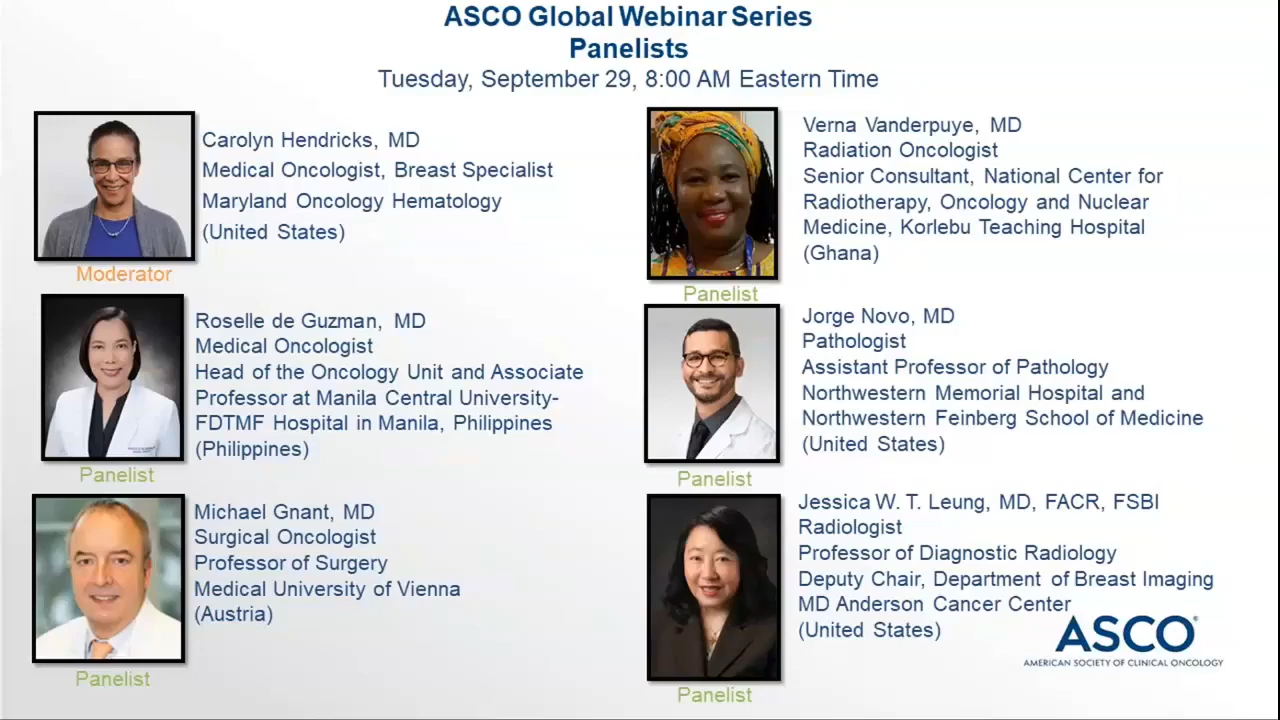 ASCO Global Webinar Series
Panelists
Tuesday, September 29, 8:00 AM Eastern Time
Carolyn Hendricks, MD
Medical Oncologist, Breast Specialist
Maryland Oncology Hematology
(United States)
Moderator
Verna Vanderpuye, MD
Radiation Oncologist
Senior Consultant, National Center for
Radiotherapy, Oncology and Nuclear
Medicine, Korlebu Teaching Hospital
(Ghana)
Panelist
Roselle de Guzman, MD
Medical Oncologist
Head of the Oncology Unit and Associate
Professor at Manila Central University-
FDTMF Hospital in Manila, Philippines
(Philippines)
Panelist
Jorge Novo, MD
Pathologist
Assistant Professor of Pathology
Northwestern Memorial Hospital and
Northwestern Feinberg School of Medicine
(United States)
Panelist
Michael Gnant, MD
Surgical Oncologist
Professor of Surgery
Medical University of Vienna
(Austria)
Panelist
Jessica W. T. Leung, MD, FACR, FSBI
Radiologist
Professor of Diagnostic Radiology
Deputy Chair, Department of Breast Imaging
MD Anderson Cancer Center
(United States)
Panelist
ASCO®
AMERICAN SOCIETY OF CLINICAL ONCOLOGY